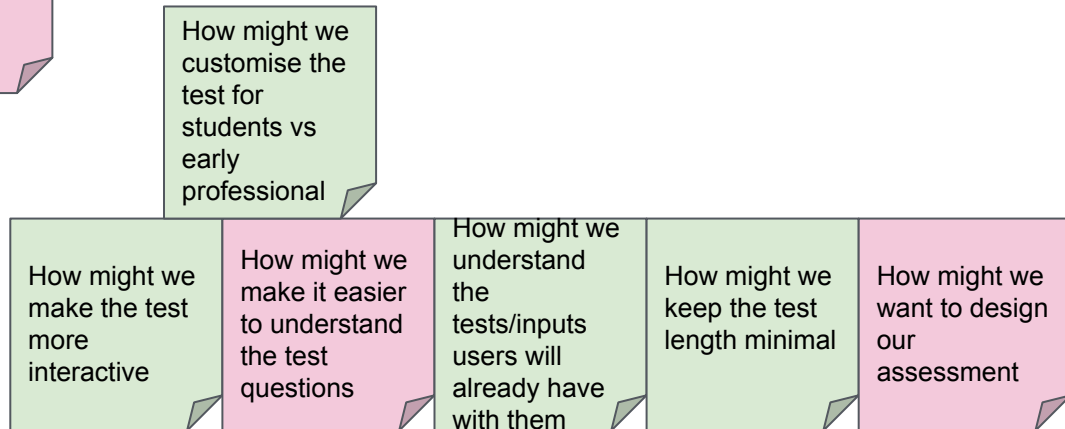 How might we
customise the
test for
students vs
early
professional
How might we
make the test
more
interactive
How might we
make it easier
to understand
the test
questions
How might we
understand
the
tests/inputs
users will
already have
with them
How might we
keep the test
length minimal
How might we
want to design
our
assessment